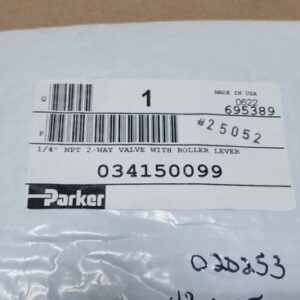 Q
1
MADE IN USA
0622
695389
P
#25052
1/4" NPT 2-WAY VALVE WITH ROLLER LEVER
034150099
Parker
020253